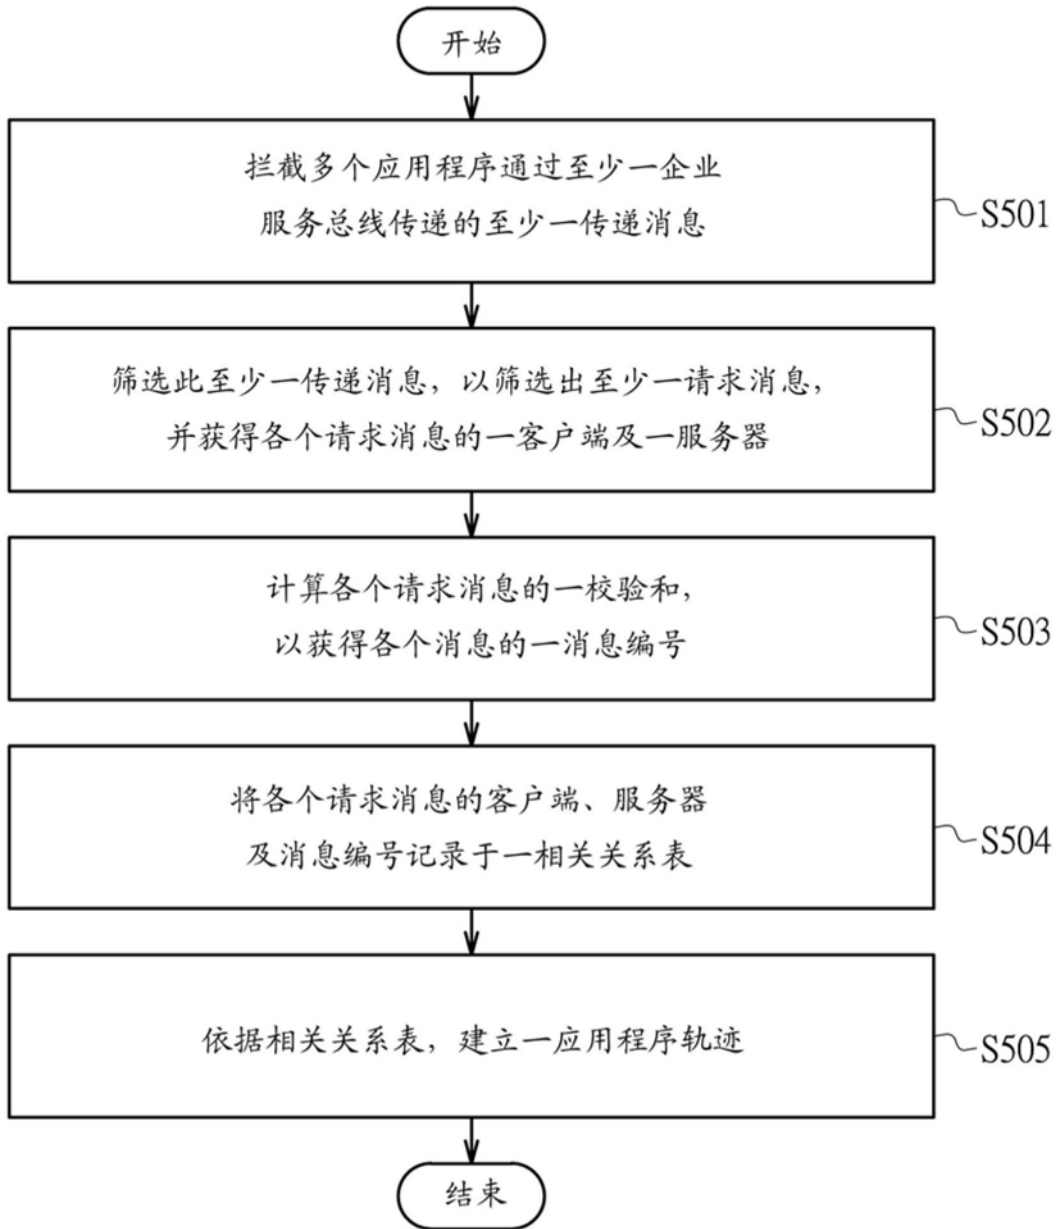 开始
拦截多个应用程序通过至少一企业
服务总线传递的至少一传递消息
S501
筛选此至少一传递消息，以筛选出至少一请求消息，
并获得各个请求消息的一客户端及一服务器
S502
计算各个请求消息的一校验和，
以获得各个消息的一消息编号
S503
将各个请求消息的客户端、服务器
及消息编号记录于一相关关系表
S504
依据相关关系表，建立一应用程序轨迹
S505
结束